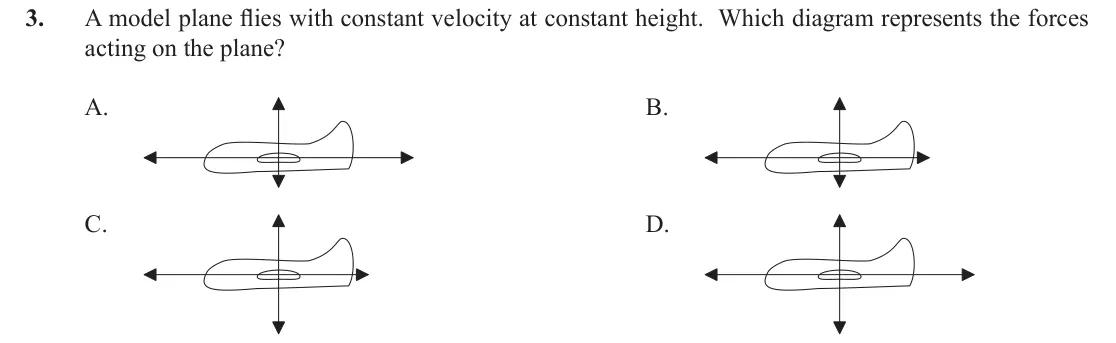 3. A model plane flies with constant velocity at constant height. Which diagram represents the forces
acting on the plane?
A. B.
C. D.